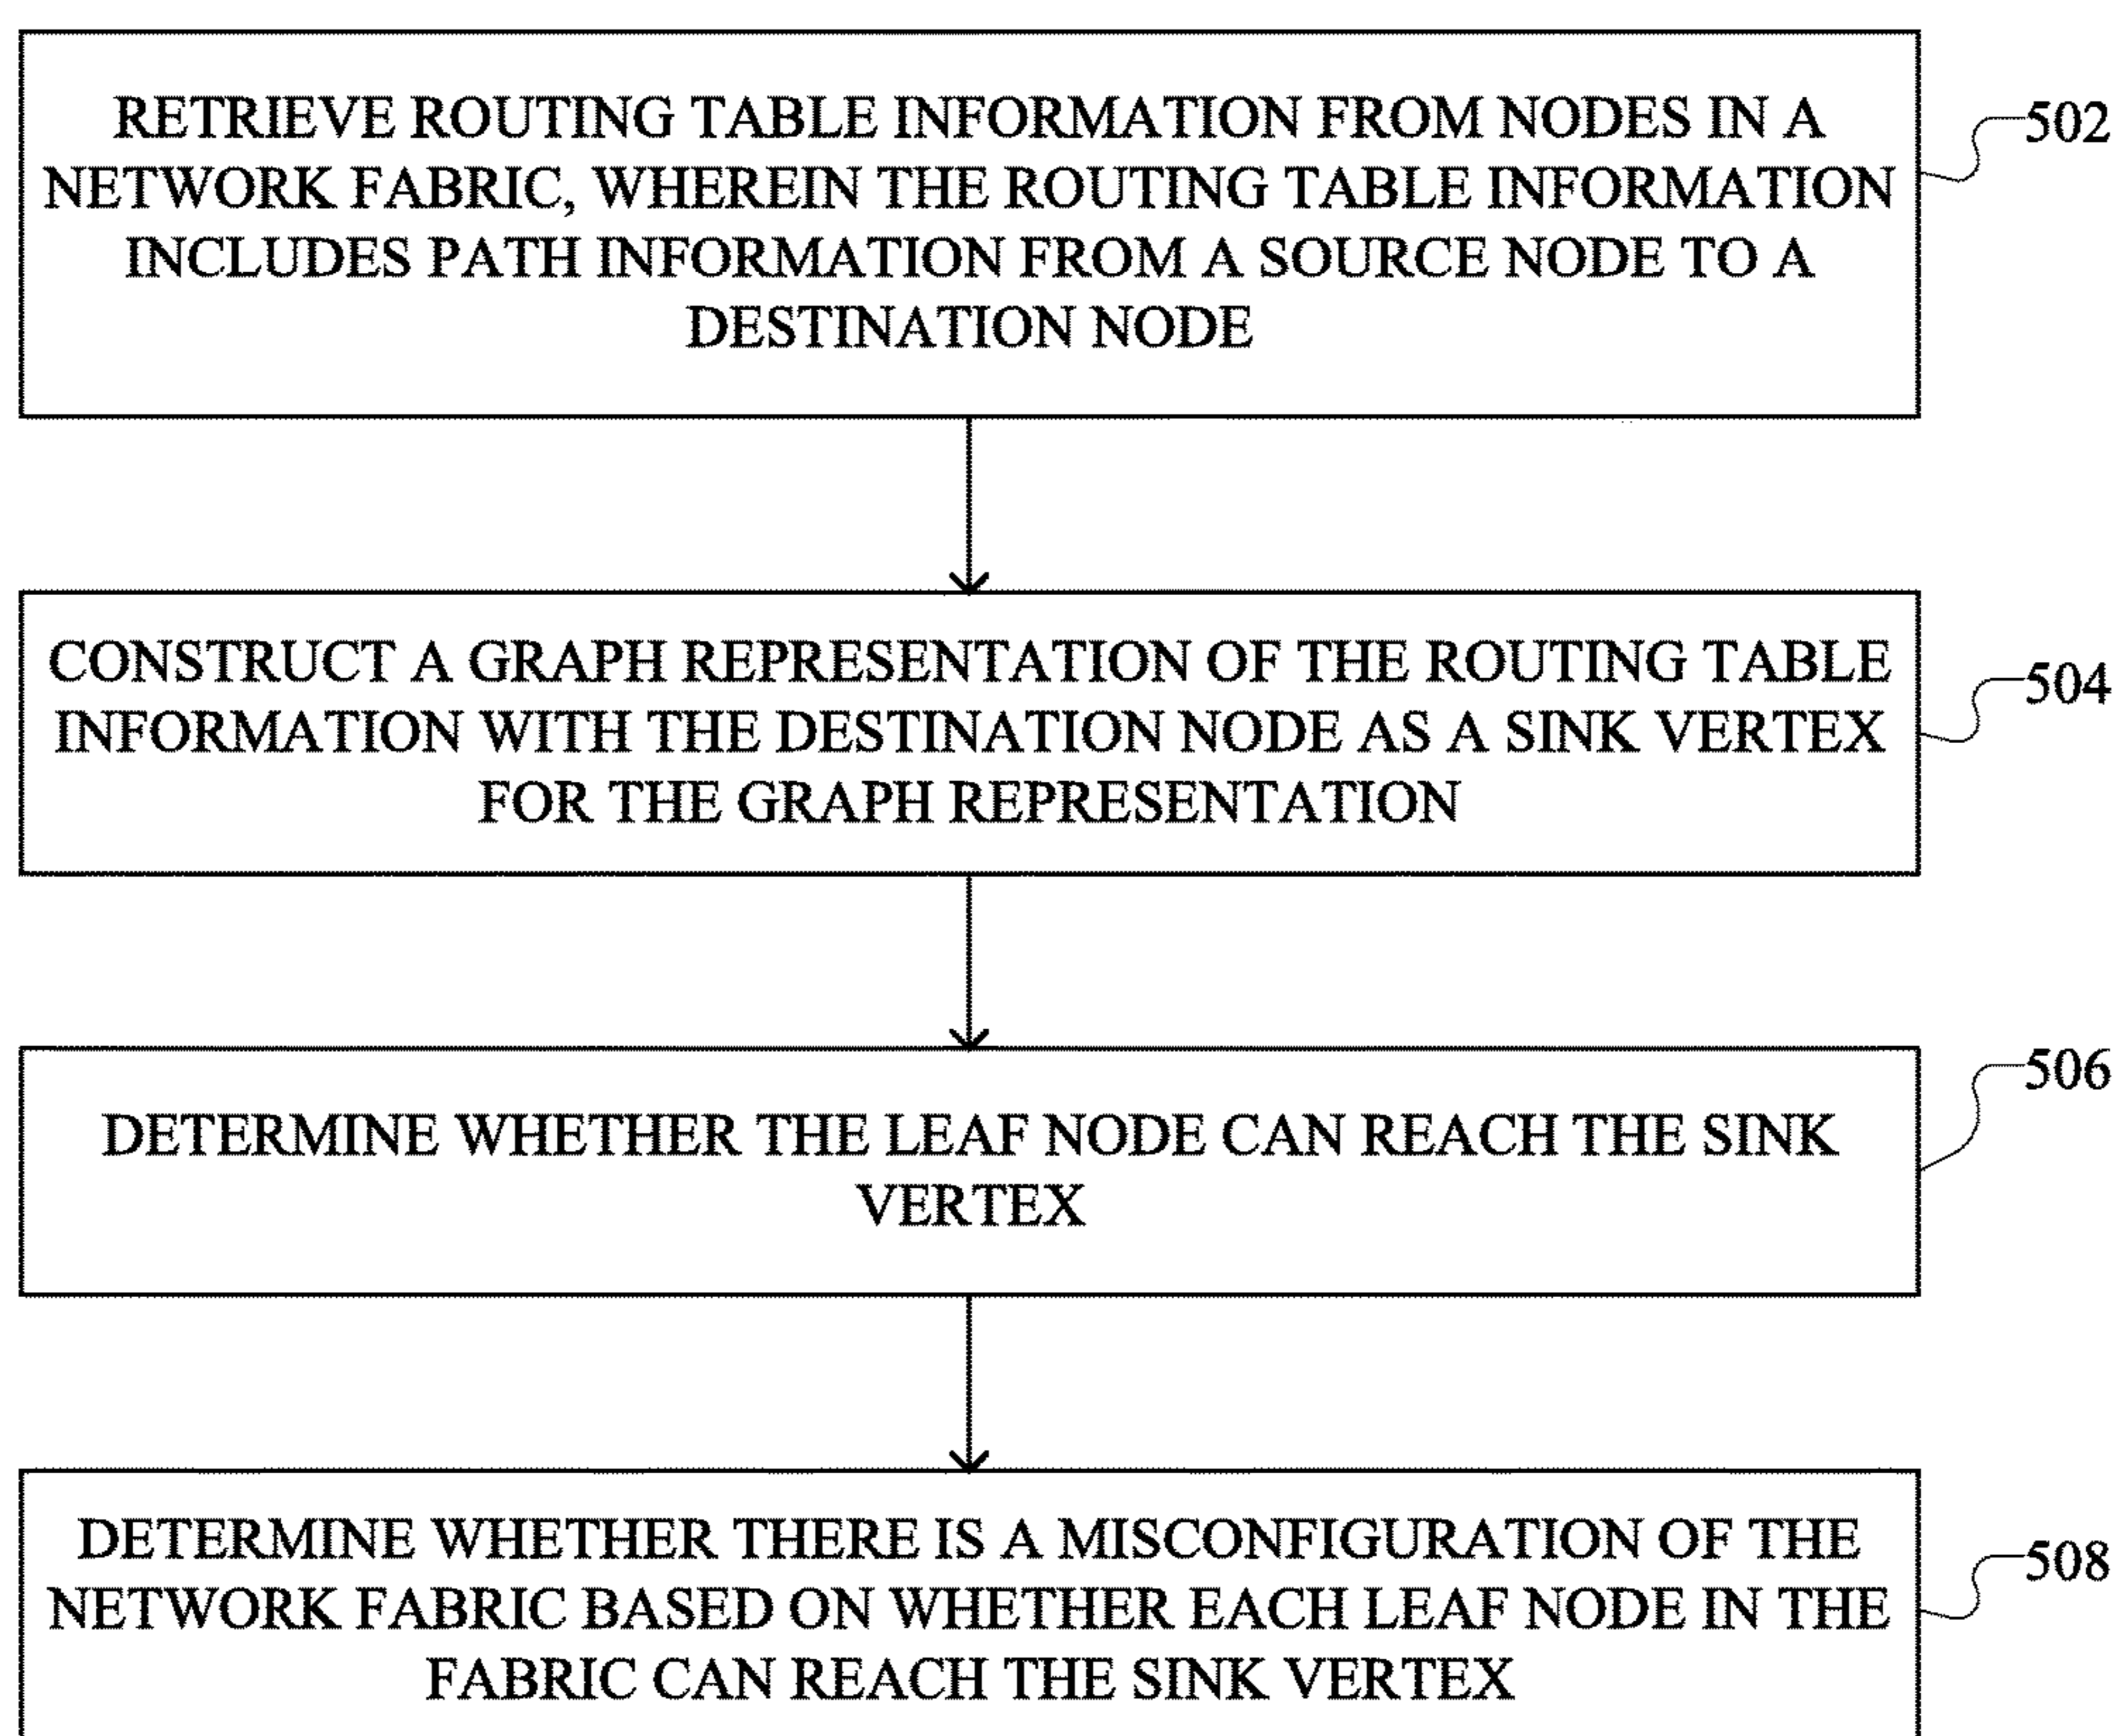 RETRIEVE ROUTING TABLE INFORMATION FROM NODES IN A
NETWORK FABRIC, WHEREIN THE ROUTING TABLE INFORMATION
INCLUDES PATH INFORMATION FROM A SOURCE NODE TO A
DESTINATION NODE
502
CONSTRUCT A GRAPH REPRESENTATION OF THE ROUTING TABLE
INFORMATION WITH THE DESTINATION NODE AS A SINK VERTEX
FOR THE GRAPH REPRESENTATION
504
DETERMINE WHETHER THE LEAF NODE CAN REACH THE SINK
VERTEX
506
DETERMINE WHETHER THERE IS A MISCONFIGURATION OF THE
NETWORK FABRIC BASED ON WHETHER EACH LEAF NODE IN THE
FABRIC CAN REACH THE SINK VERTEX
508